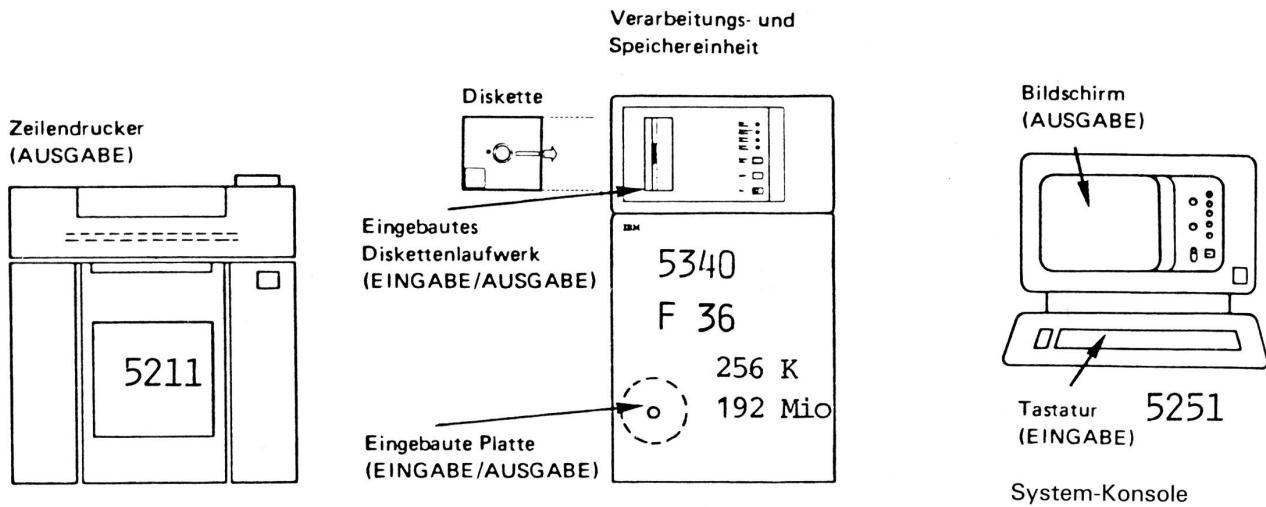 Zeilendrucker
(AUSGABE)
5211
Verarbeitungs- und
Speichereinheit
Diskette
Eingebautes
Diskettenlaufwerk
(EINGABE/AUSGABE)
IBM
5340
F 36
256 K
192 Mio
Eingebaute Platte
(EINGABE/AUSGABE)
Bildschirm
(AUSGABE)
Tastatur
(EINGABE)
5251
System-Konsole